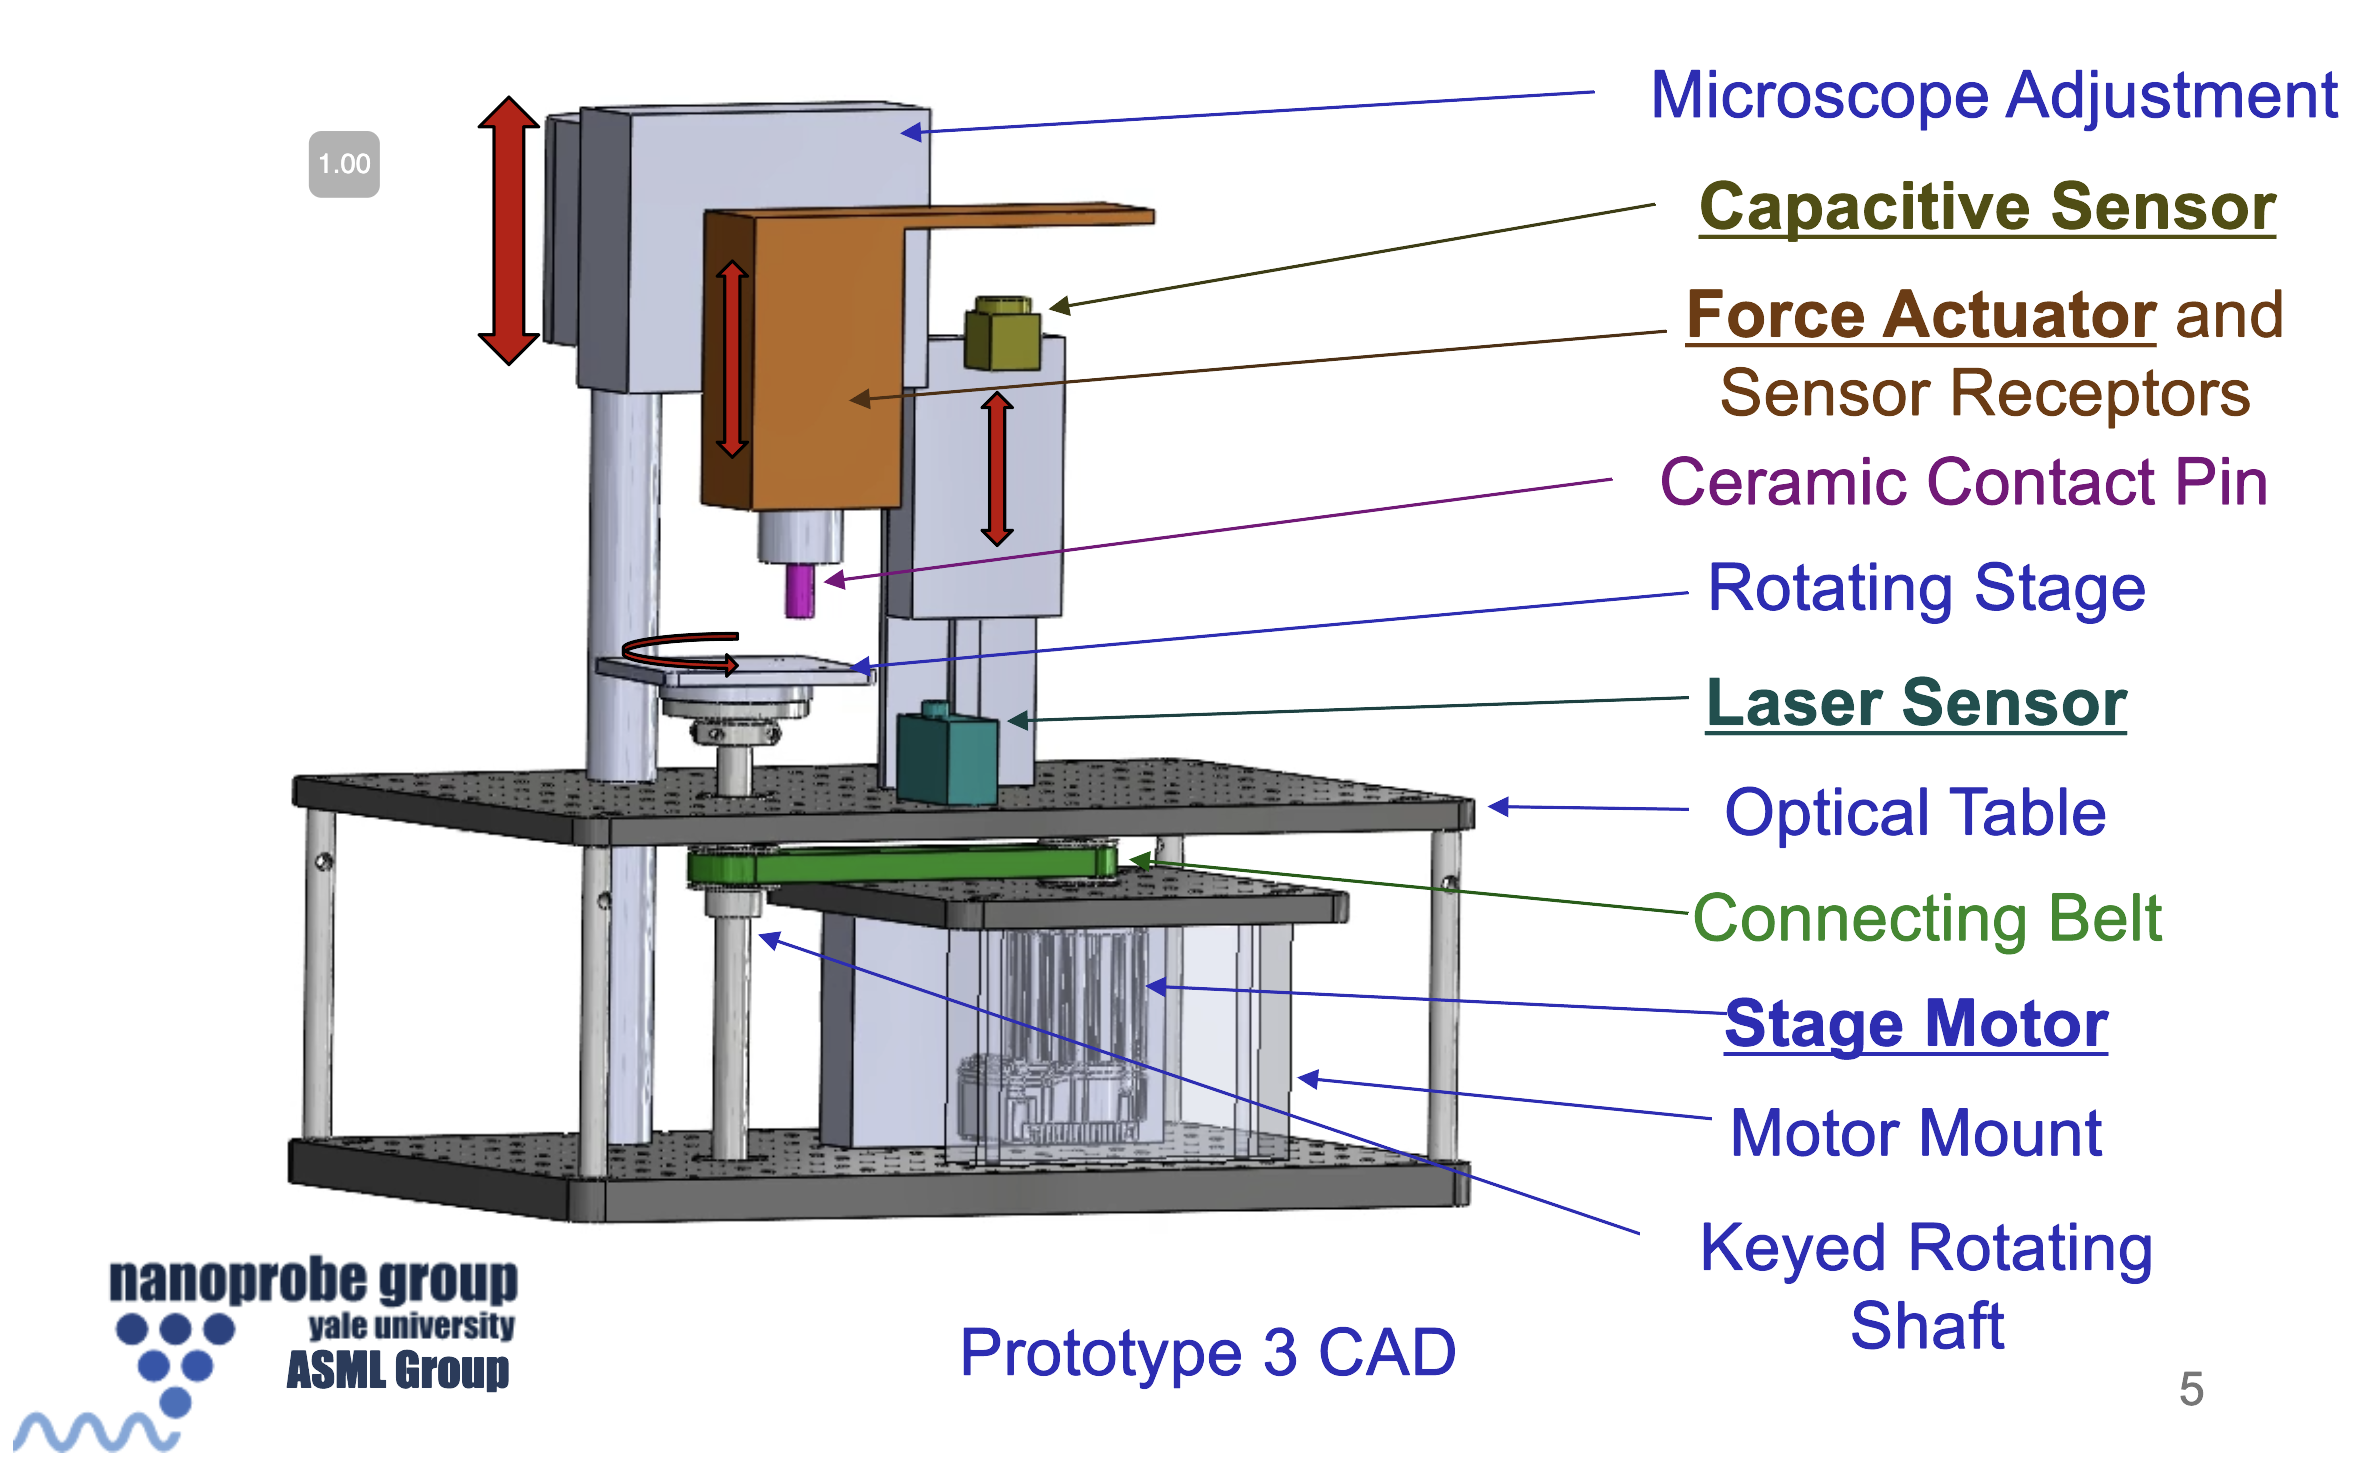 Microscope Adjustment
1.00
Capacitive Sensor
Force Actuator and
Sensor Receptors
Ceramic Contact Pin
Rotating Stage
Laser Sensor
Optical Table
Connecting Belt
Stage Motor
Motor Mount
Keyed Rotating
Shaft
nanoprobe group
yale university
ASML Group
Prototype 3 CAD
5